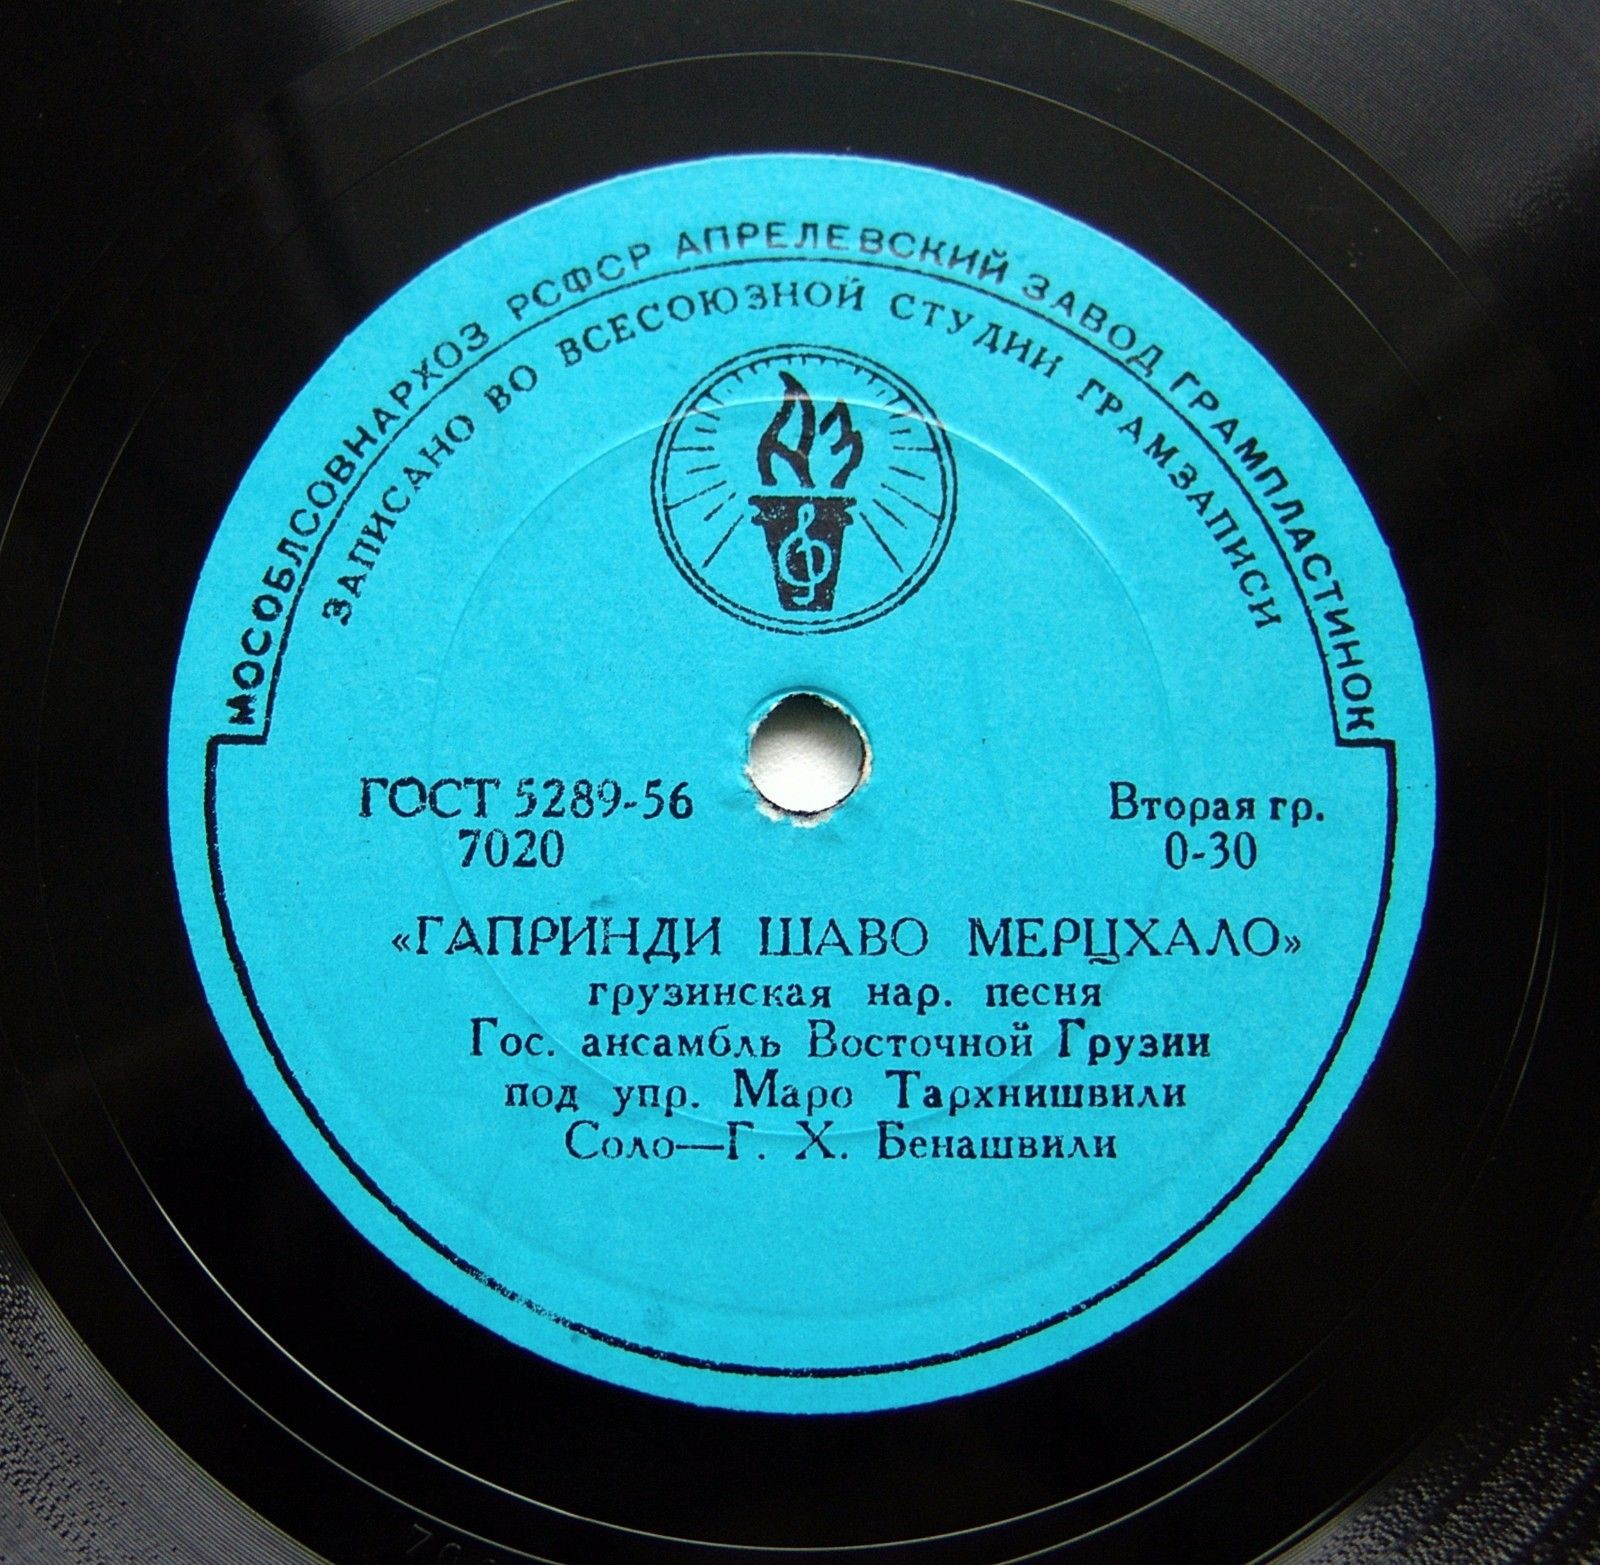 МОСОБЛСОВНАРХОЗ РСФСР АПРЕЛЕВСКИЙ ЗАВОД ГРАМПЛАСТИНОК
ЗАПИСАНО ВО ВСЕСОЮЗНОЙ СТУДИИ ГРАМЗАПИСИ
АЗ
ГОСТ 5289-56
7020
Вторая гр.
0-30
«ГАПРИНДИ ШАВО МЕРЦХАЛО»
грузинская нар. песня
Гос. ансамбль Восточной Грузии
под упр. Маро Тархнишвили
Соло—Г. Х. Бенашвили